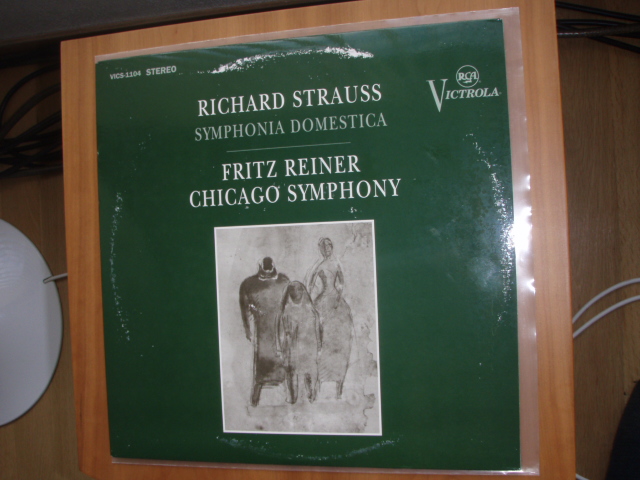 VICS-1104 STEREO
RCA
VICTROLA
RICHARD STRAUSS
SYMPHONIA DOMESTICA
FRITZ REINER
CHICAGO SYMPHONY